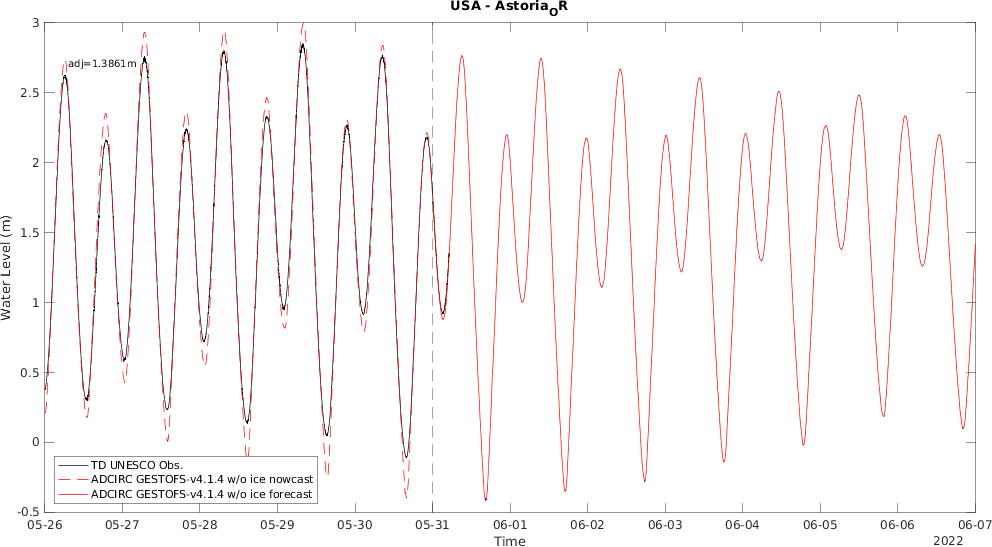 USA - Astoria_OR
adj=1.3861m
3
2.5
2
1.5
1
0.5
0
-0.5
Water Level (m)
TD UNESCO Obs.
ADCIRC GESTOFS-v4.1.4 w/o ice nowcast
ADCIRC GESTOFS-v4.1.4 w/o ice forecast
05-26 05-27 05-28 05-29 05-30 05-31 06-01 06-02 06-03 06-04 06-05 06-06 06-07
Time
2022